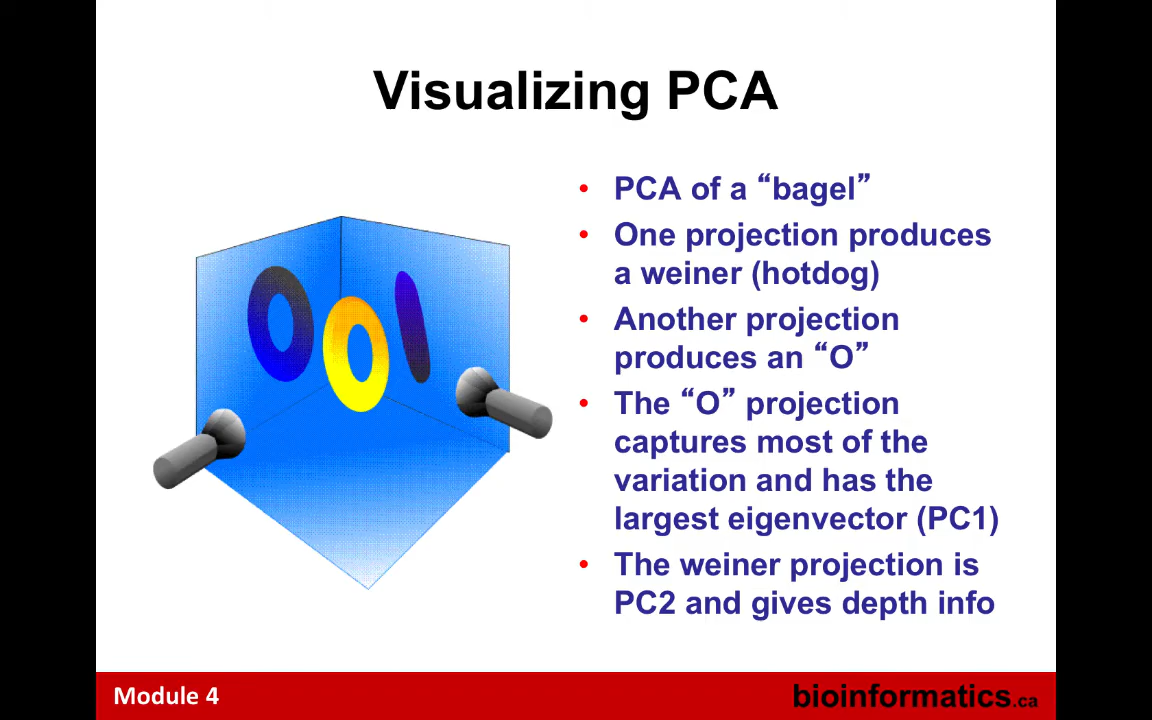 Visualizing PCA
• PCA of a “bagel”
• One projection produces
a weiner (hotdog)
• Another projection
produces an “O”
• The “O” projection
captures most of the
variation and has the
largest eigenvector (PC1)
• The weiner projection is
PC2 and gives depth info
Module 4
bioinformatics.ca